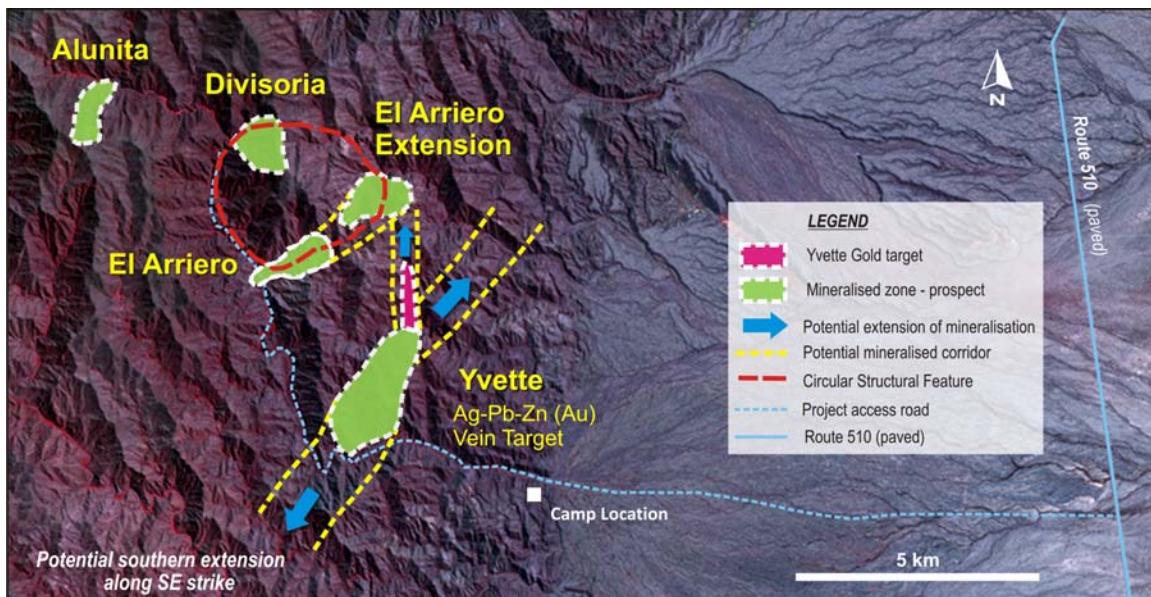 Alunita
Divisoria
El Arriero
Extension
N
Route 510 (paved)
El Arriero
LEGEND
Yvette Gold target
Mineralised zone - prospect
Potential extension of mineralisation
Potential mineralised corridor
Circular Structural Feature
Project access road
Route 510 (paved)
Yvette
Ag-Pb-Zn (Au)
Vein Target
Camp Location
Potential southern extension
along SE strike
5 km